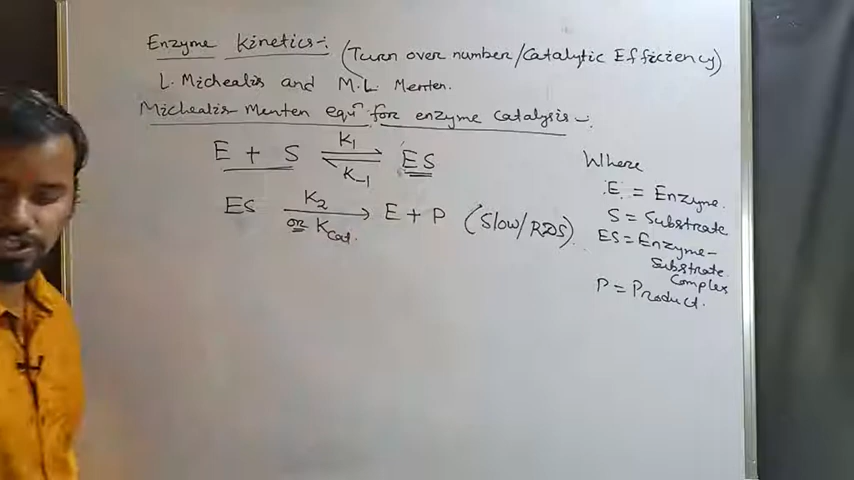 Enzyme Kinetics:- (Turn over number/Catalytic Efficiency)
L. Michealis and M.L. Menten.
Michealis Menten equⁿ for enzyme catalysis -.
E + S ⇌ ES
K₁
K₋₁
ES → E + P (Slow/RDS)
K₂
or KCat.
Where
E = Enzyme.
S = Substrate
ES = Enzyme-
Substrate
Complex
P = Product.